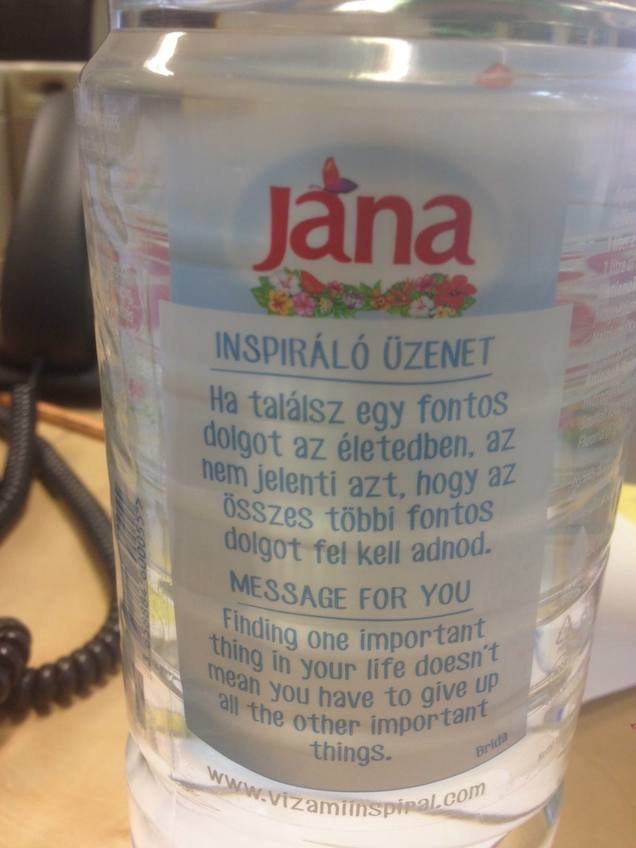 Jana
INSPIRÁLÓ ÜZENET
Ha találsz egy fontos
dolgot az életedben, az
nem jelenti azt, hogy az
összes többi fontos
dolgot fel kell adnod.
MESSAGE FOR YOU
Finding one important
thing in your life doesn't
mean you have to give up
all the other important
things.
Brida
www.vizamiinspiral.com